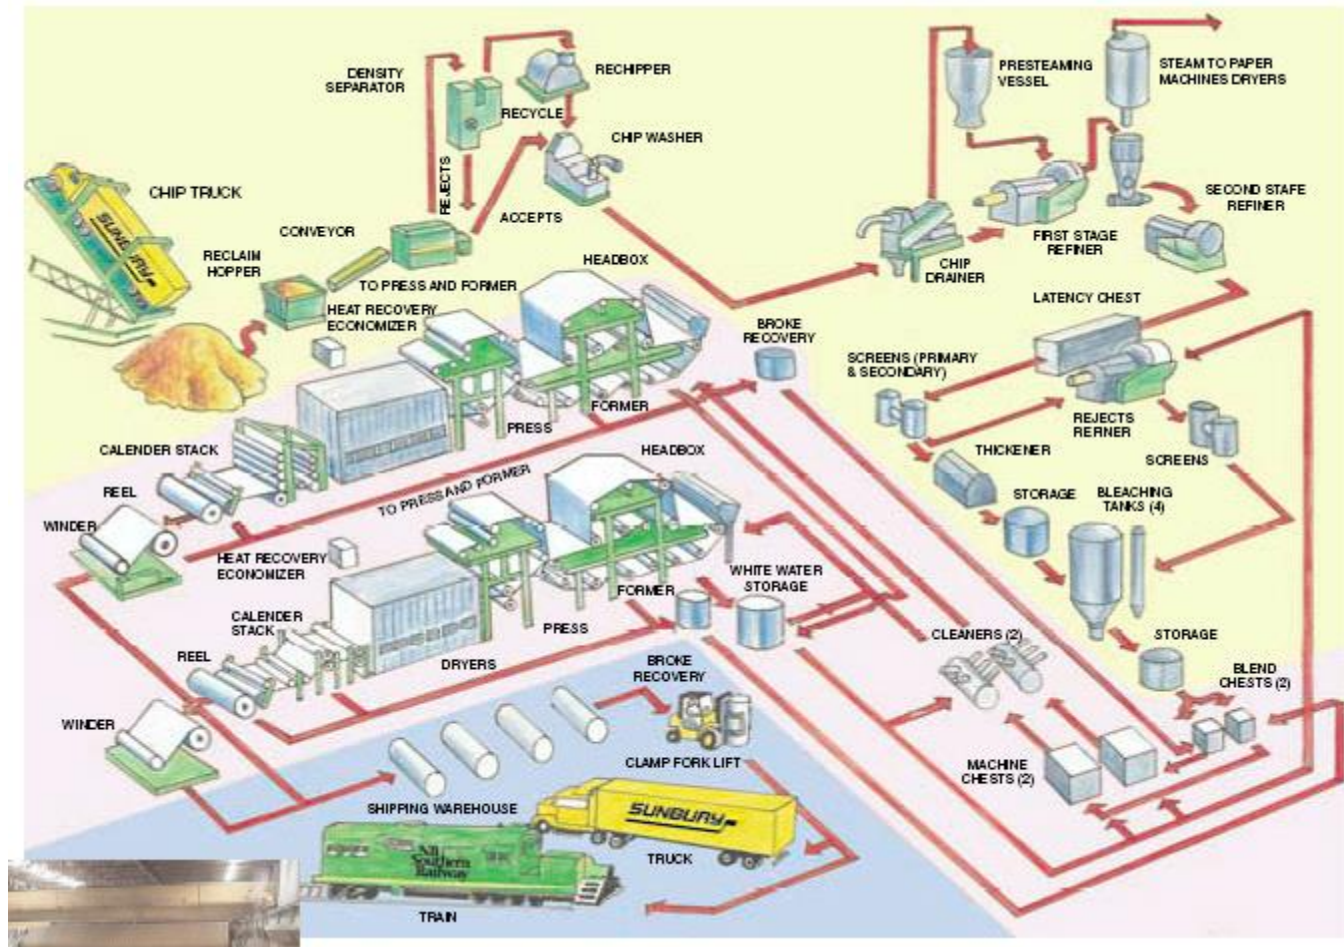 DENSITY
SEPARATOR
RECHIPPER
RECYCLE
CHIP WASHER
REJECTS
ACCEPTS
PRESTEAMING
VESSEL
STEAM TO PAPER
MACHINES DRYERS
SECOND STAFE
REFINER
FIRST STAGE
REFINER
CHIP
DRAINER
CHIP TRUCK
SUNBURY
CONVEYOR
RECLAIM
HOPPER
TO PRESS AND FORMER
HEAT RECOVERY
ECONOMIZER
HEADBOX
BROKE
RECOVERY
LATENCY CHEST
SCREENS (PRIMARY
& SECONDARY)
REJECTS
REFINER
SCREENS
THICKENER
STORAGE
BLEACHING
TANKS (4)
STORAGE
BLEND
CHESTS (2)
CALENDER STACK
REEL
WINDER
PRESS
FORMER
TO PRESS AND FORMER
HEADBOX
HEAT RECOVERY
ECONOMIZER
CALENDER
STACK
REEL
WINDER
DRYERS
PRESS
FORMER
WHITE WATER
STORAGE
BROKE
RECOVERY
CLEANERS (2)
MACHINE
CHESTS (2)
CLAMP FORK LIFT
SHIPPING WAREHOUSE
SUNBURY
TRUCK
NB
Southern
Railway
TRAIN